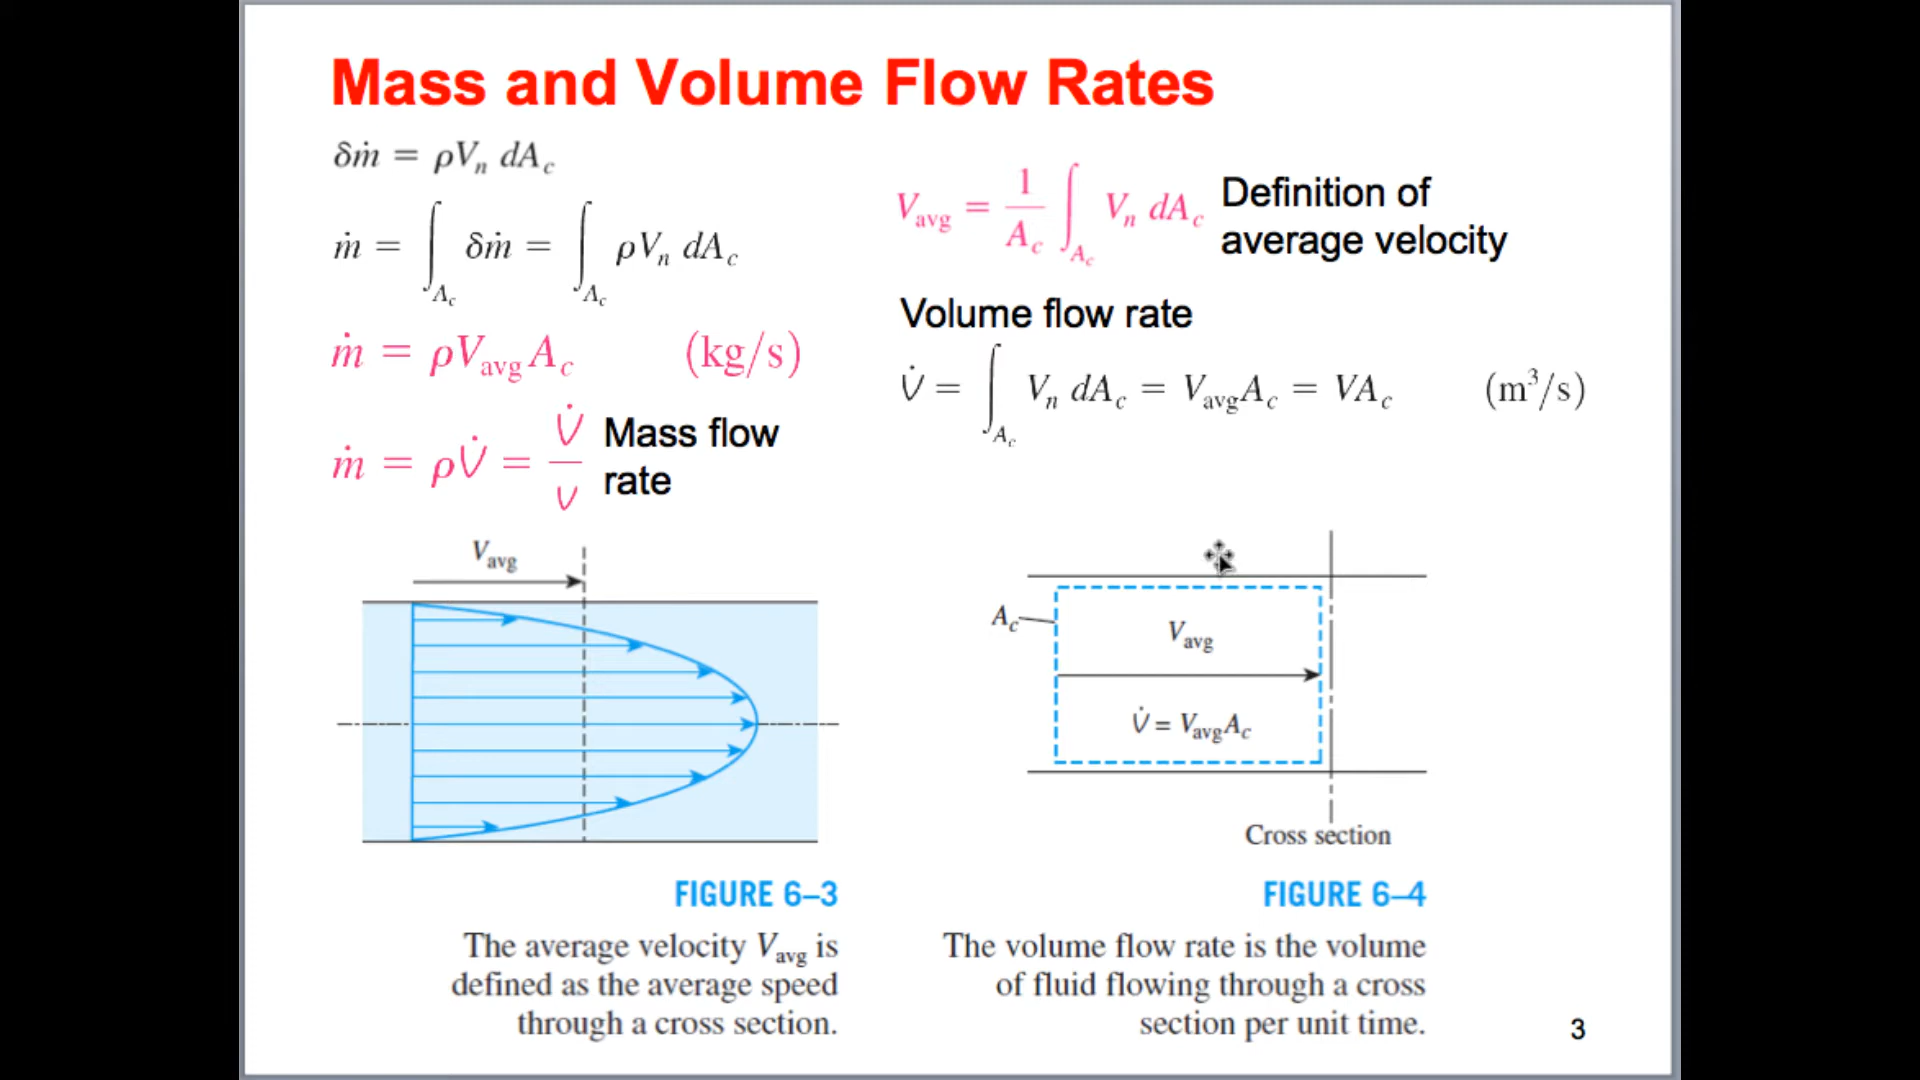 Mass and Volume Flow Rates
δṁ = ρVₙ dA_c
ṁ = ∫_{A_c} δṁ = ∫_{A_c} ρVₙ dA_c
ṁ = ρV_avg A_c (kg/s)
ṁ = ρV̇ = V̇/v
Mass flow
rate
V_avg = 1/A_c ∫_{A_c} Vₙ dA_c
Definition of
average velocity
Volume flow rate
V̇ = ∫_{A_c} Vₙ dA_c = V_avg A_c = VA_c (m³/s)
V_avg
FIGURE 6–3
The average velocity V_avg is
defined as the average speed
through a cross section.
A_c
V_avg
V̇ = V_avg A_c
Cross section
FIGURE 6–4
The volume flow rate is the volume
of fluid flowing through a cross
section per unit time.
3